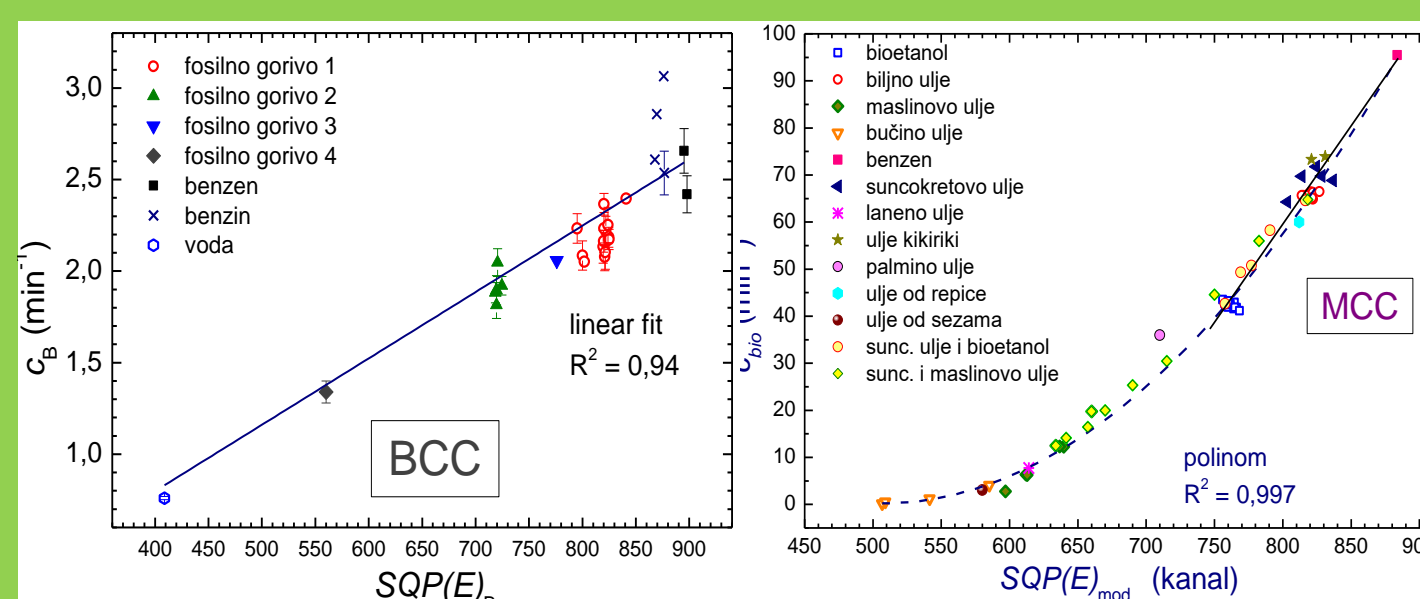 3,0
2,5
2,0
1,5
1,0
c_B (min⁻¹)
fosilno gorivo 1
fosilno gorivo 2
fosilno gorivo 3
fosilno gorivo 4
benzen
benzin
voda
linear fit
R² = 0,94
BCC
400 450 500 550 600 650 700 750 800 850 900
SQP(E)
100
90
80
70
60
50
40
30
20
10
0
bio
bioetanol
biljno ulje
maslinovo ulje
bučino ulje
benzen
suncokretovo ulje
laneno ulje
ulje kikiriki
palmino ulje
ulje od repice
ulje od sezama
sunc. ulje i bioetanol
sunc. i maslinovo ulje
MCC
polinom
R² = 0,997
450 500 550 600 650 700 750 800 850
SQP(E)_mod (kanal)